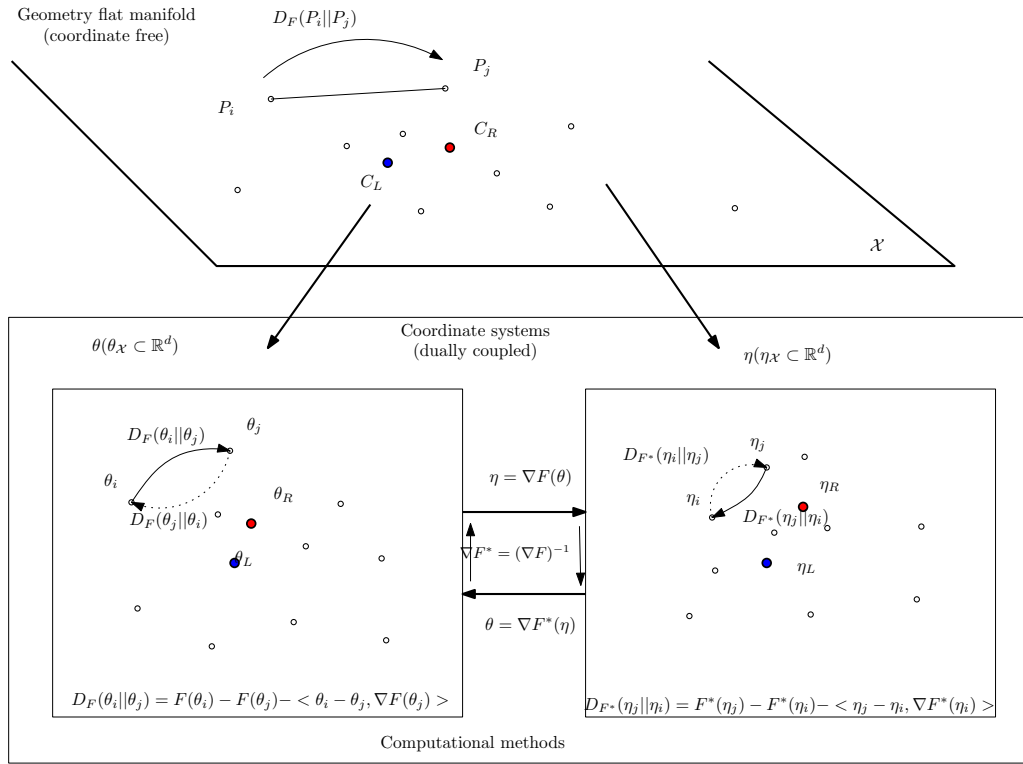 Geometry flat manifold
(coordinate free)
D_F(P_i||P_j)
P_j
P_i
C_R
C_L
𝒳
Coordinate systems
(dually coupled)
θ(θ_𝒳 ⊂ ℝ^d)
η(η_𝒳 ⊂ ℝ^d)
D_F(θ_i||θ_j)
θ_j
θ_i
D_F(θ_j||θ_i)
θ_R
θ_L
D_F(θ_i||θ_j) = F(θ_i) − F(θ_j)− < θ_i − θ_j, ∇F(θ_j) >
η = ∇F(θ)
∇F* = (∇F)^{−1}
θ = ∇F*(η)
D_{F*}(η_i||η_j)
η_j
η_i
D_{F*}(η_j||η_i)
η_R
η_L
D_{F*}(η_j||η_i) = F*(η_j) − F*(η_i)− < η_j − η_i, ∇F*(η_i) >
Computational methods